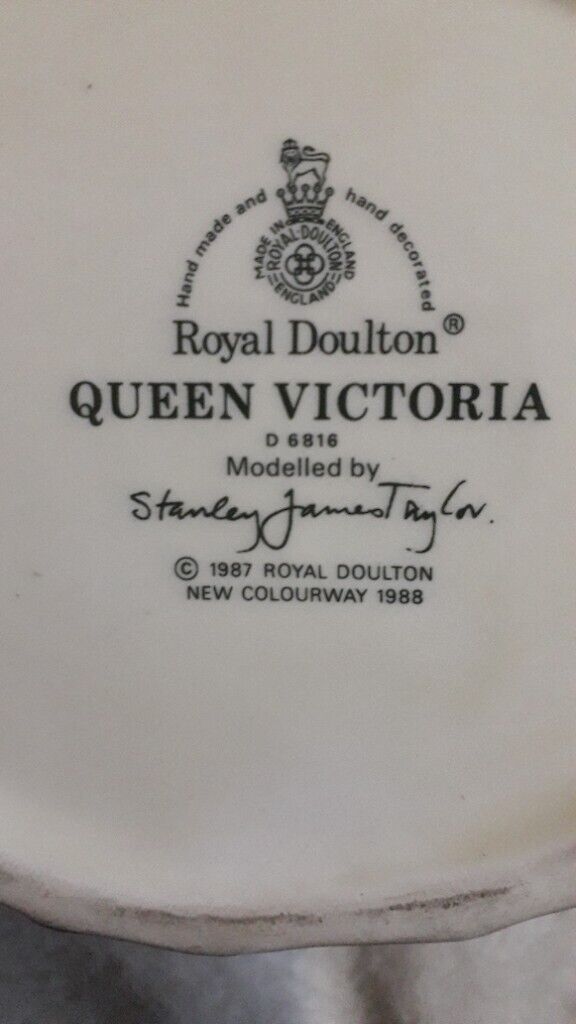 Hand made and hand decorated
MADE IN ENGLAND
ROYAL·DOULTON
ENGLAND
Royal Doulton®
QUEEN VICTORIA
D 6816
Modelled by
Stanley James Taylor.
© 1987 ROYAL DOULTON
NEW COLOURWAY 1988